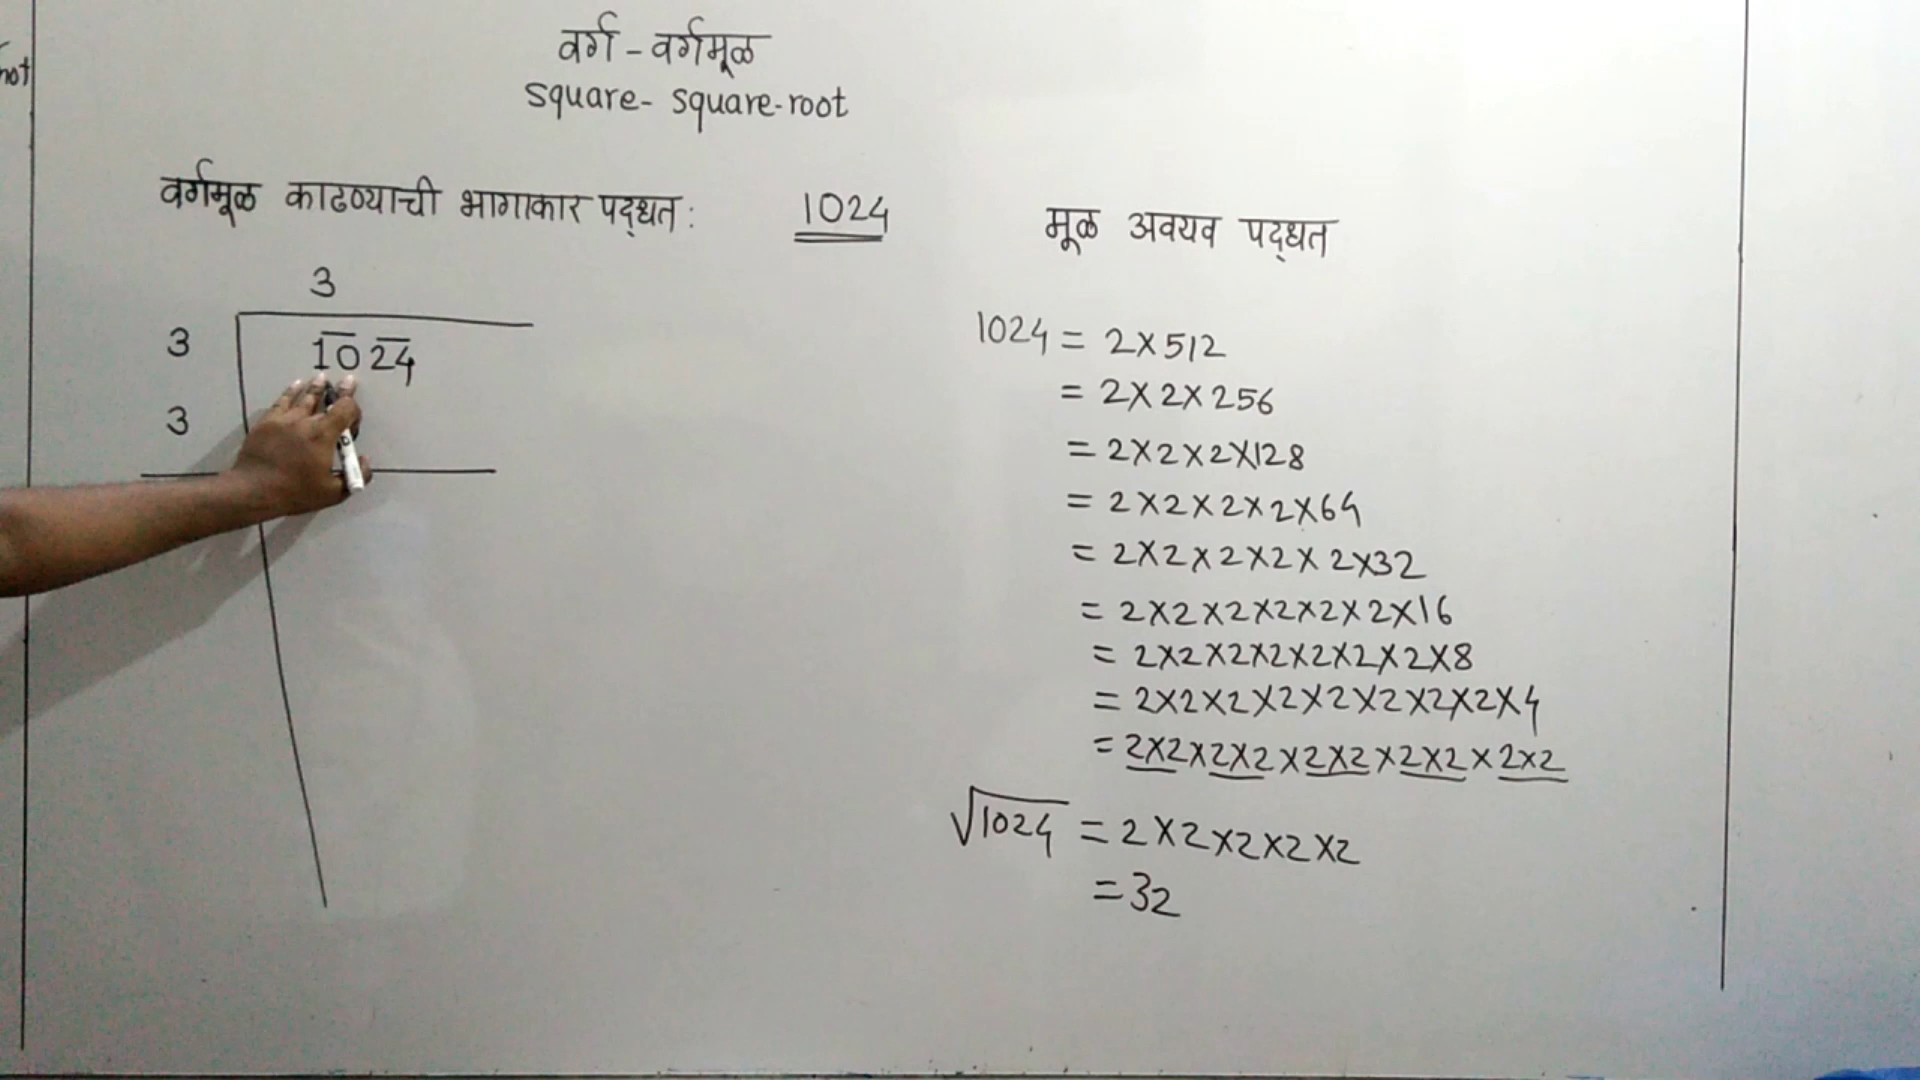 not
वर्ग - वर्गमूळ
square- square-root
वर्गमूळ काढण्याची भागाकार पद्धत: 1024
3
3 1024
3
मूळ अवयव पद्धत
1024 = 2×512
= 2×2×256
= 2×2×2×128
= 2×2×2×2×64
= 2×2×2×2×2×32
= 2×2×2×2×2×2×16
= 2×2×2×2×2×2×2×8
= 2×2×2×2×2×2×2×2×4
= 2×2×2×2×2×2×2×2×2×2
√1024 = 2×2×2×2×2
=32